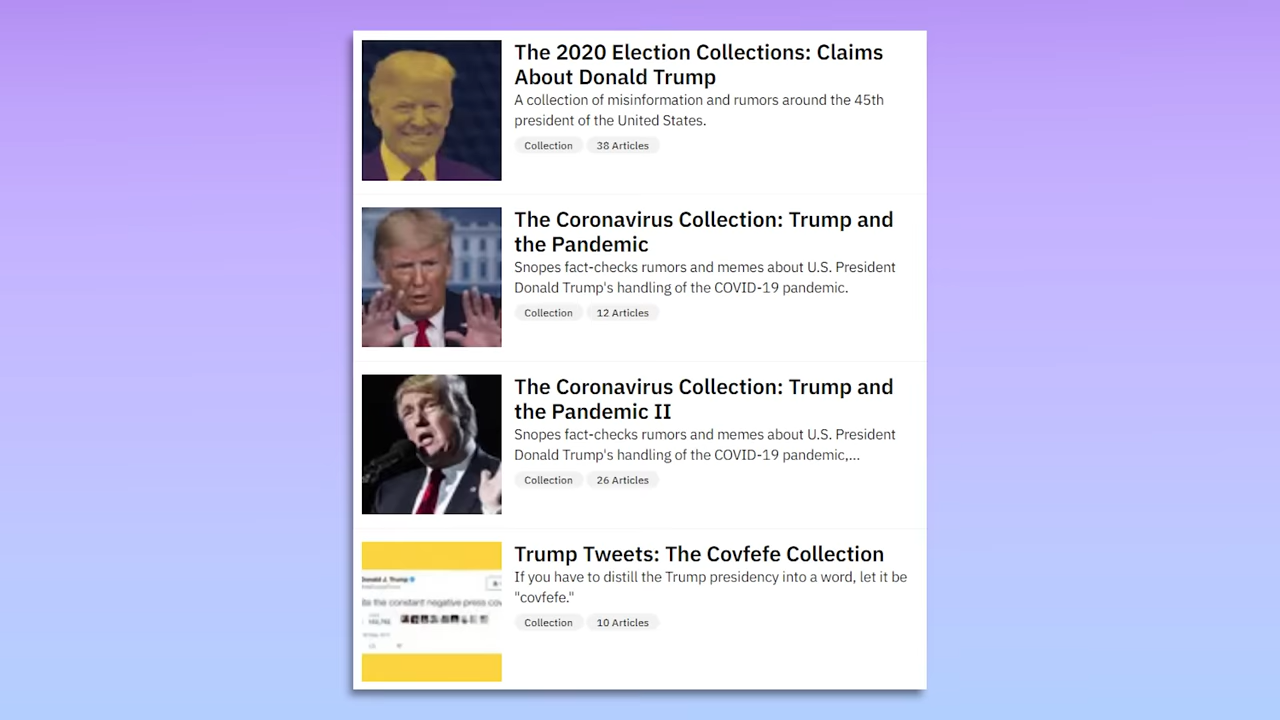 The 2020 Election Collections: Claims
About Donald Trump
A collection of misinformation and rumors around the 45th
president of the United States.
Collection 38 Articles
The Coronavirus Collection: Trump and
the Pandemic
Snopes fact-checks rumors and memes about U.S. President
Donald Trump's handling of the COVID-19 pandemic.
Collection 12 Articles
The Coronavirus Collection: Trump and
the Pandemic II
Snopes fact-checks rumors and memes about U.S. President
Donald Trump's handling of the COVID-19 pandemic,...
Collection 26 Articles
Trump Tweets: The Covfefe Collection
If you have to distill the Trump presidency into a word, let it be
"covfefe."
Collection 10 Articles
Donald J. Trump
the constant negative press cov